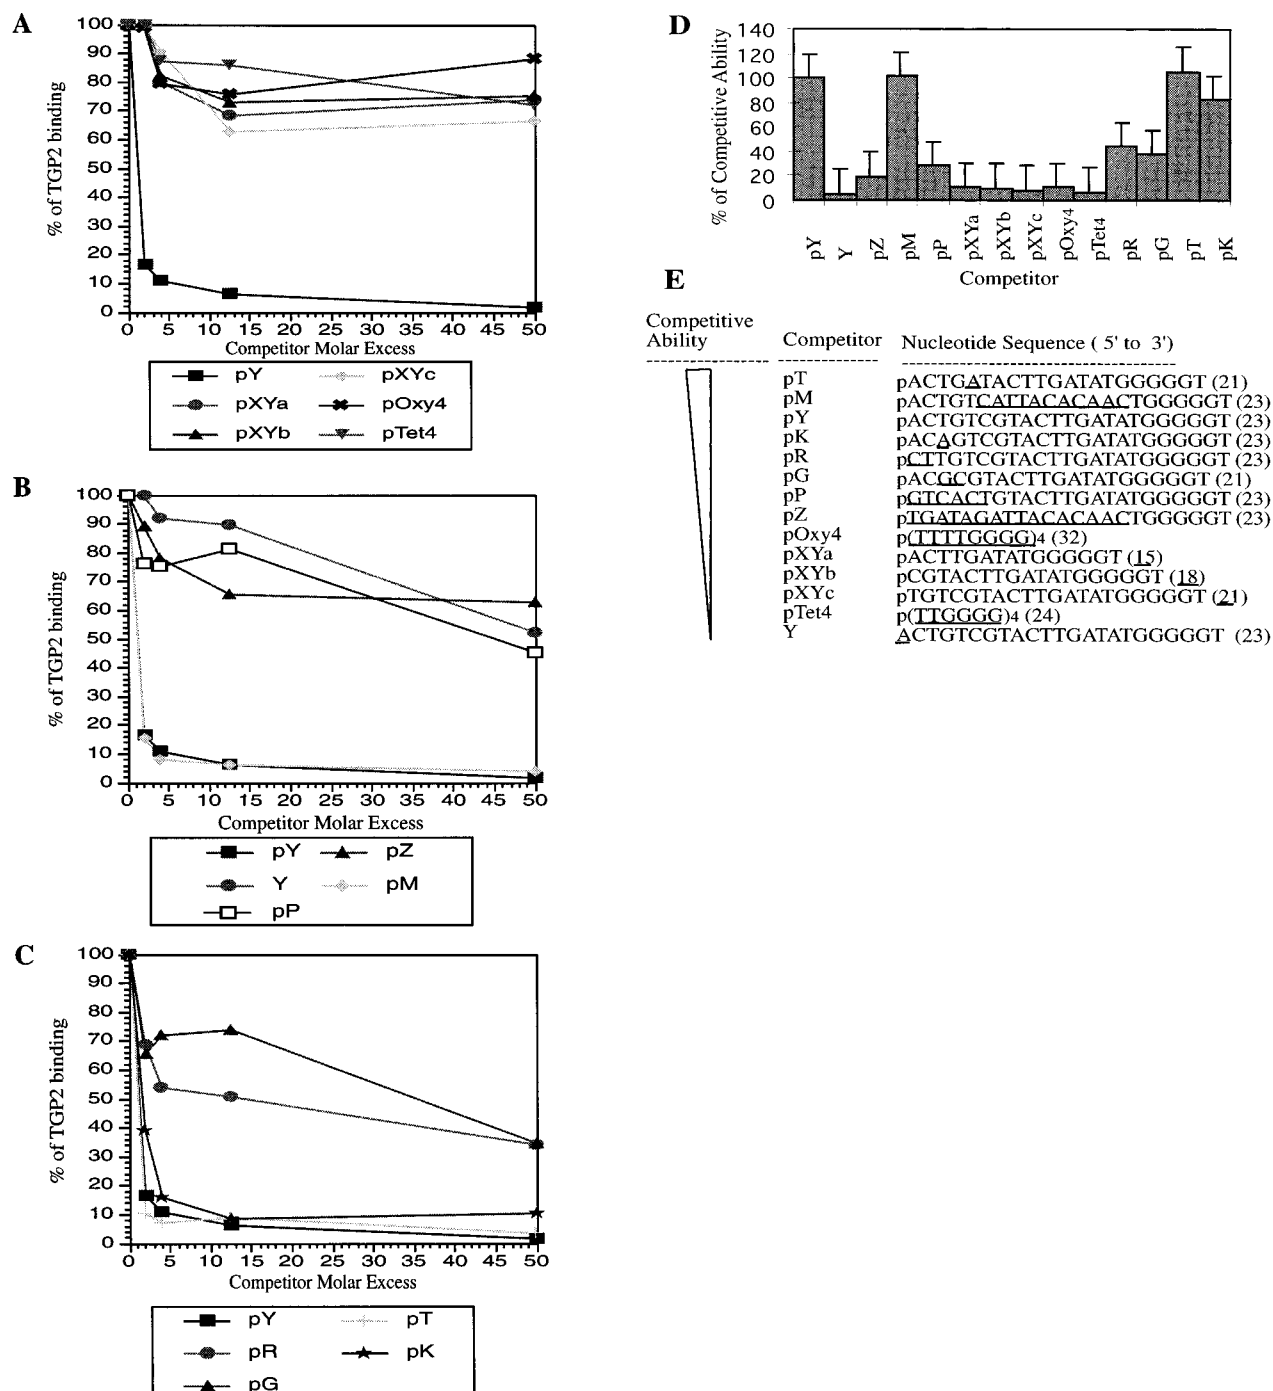 A
100
90
80
70
60
50
40
30
20
10
0
% of TGP2 binding
0 5 10 15 20 25 30 35 40 45 50
Competitor Molar Excess
pY pXYc
pXYa pOxy4
pXYb pTet4
B
100
90
80
70
60
50
40
30
20
10
0
% of TGP2 binding
0 5 10 15 20 25 30 35 40 45 50
Competitor Molar Excess
pY pZ
Y pM
pP
C
100
90
80
70
60
50
40
30
20
10
0
% of TGP2 binding
0 5 10 15 20 25 30 35 40 45 50
Competitor Molar Excess
pY pT
pR pK
pG
D
140
120
100
80
60
40
20
0
% of Competitive Ability
pY Y pZ pM pP pXYa pXYb pXYc pOxy4 pTet4 pR pG pT pK
Competitor
E
Competitive Ability Competitor Nucleotide Sequence ( 5' to 3')
pT pACTGATACTTGATATGGGGGT (21)
pM pACTGTCATTACACAACTGGGGGT (23)
pY pACTGTCGTACTTGATATGGGGGT (23)
pK pACAGTCGTACTTGATATGGGGGT (23)
pR pCTTGTCGTACTTGATATGGGGGT (23)
pG pACGCGTACTTGATATGGGGGT (21)
pP pGTCACTGTACTTGATATGGGGGT (23)
pZ pTGATAGATTACACAACTGGGGGT (23)
pOxy4 p(TTTTGGGG)4 (32)
pXYa pACTTGATATGGGGGT (15)
pXYb pCGTACTTGATATGGGGGT (18)
pXYc pTGTCGTACTTGATATGGGGGT (21)
pTet4 p(TTGGGG)4 (24)
Y ACTGTCGTACTTGATATGGGGGT (23)